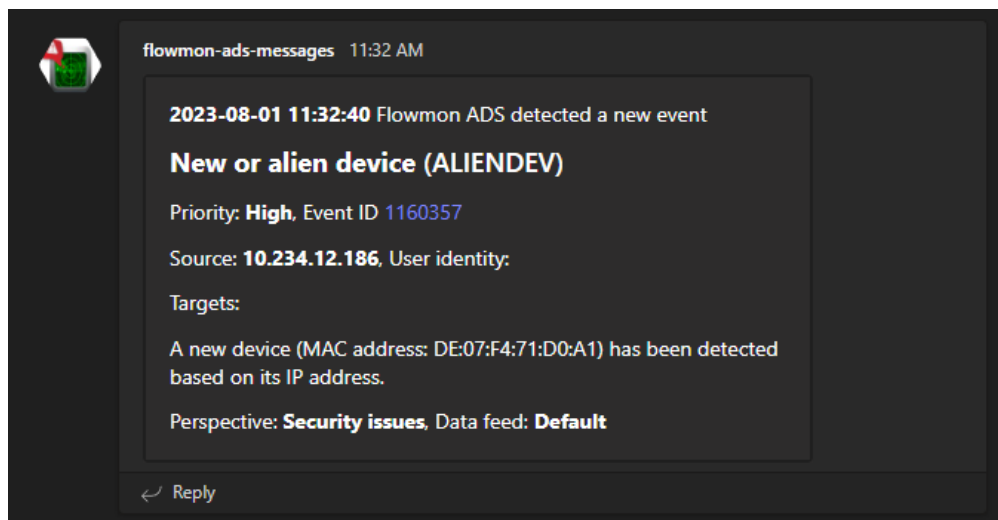 flowmon-ads-messages 11:32 AM
2023-08-01 11:32:40 Flowmon ADS detected a new event
New or alien device (ALIENDEV)
Priority: High, Event ID 1160357
Source: 10.234.12.186, User identity:
Targets:
A new device (MAC address: DE:07:F4:71:D0:A1) has been detected
based on its IP address.
Perspective: Security issues, Data feed: Default
Reply